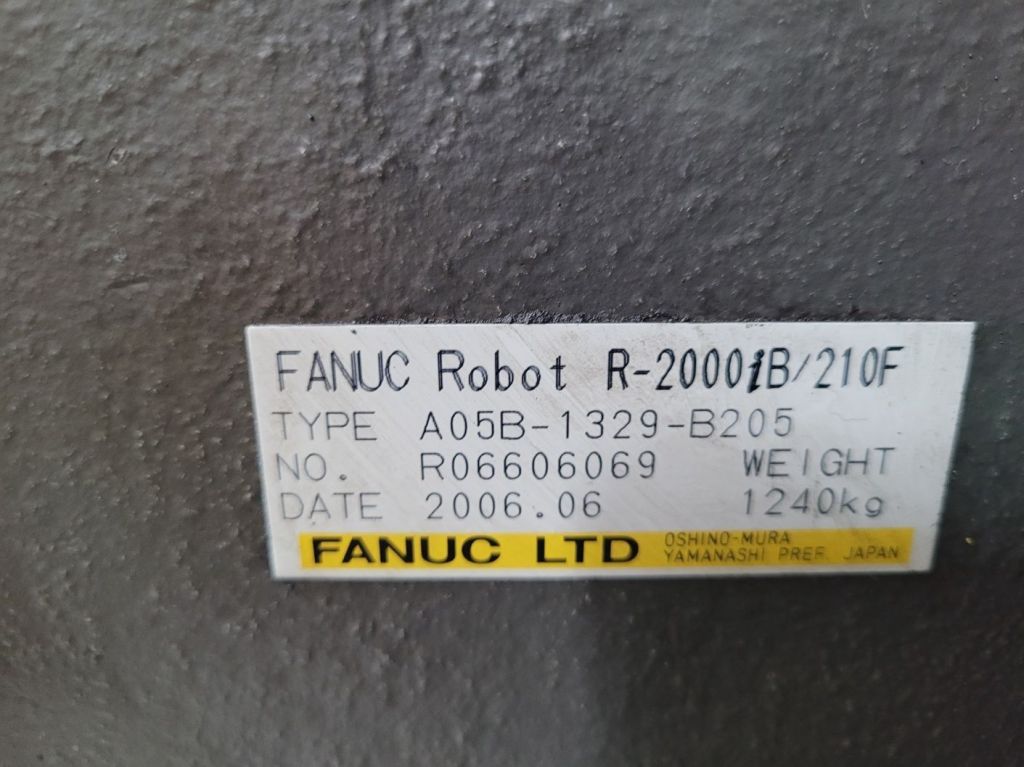 FANUC Robot R-2000iB/210F
TYPE A05B-1329-B205
NO. R06606069 WEIGHT
DATE 2006.06 1240kg
FANUC LTD OSHINO-MURA
YAMANASHI PREF. JAPAN